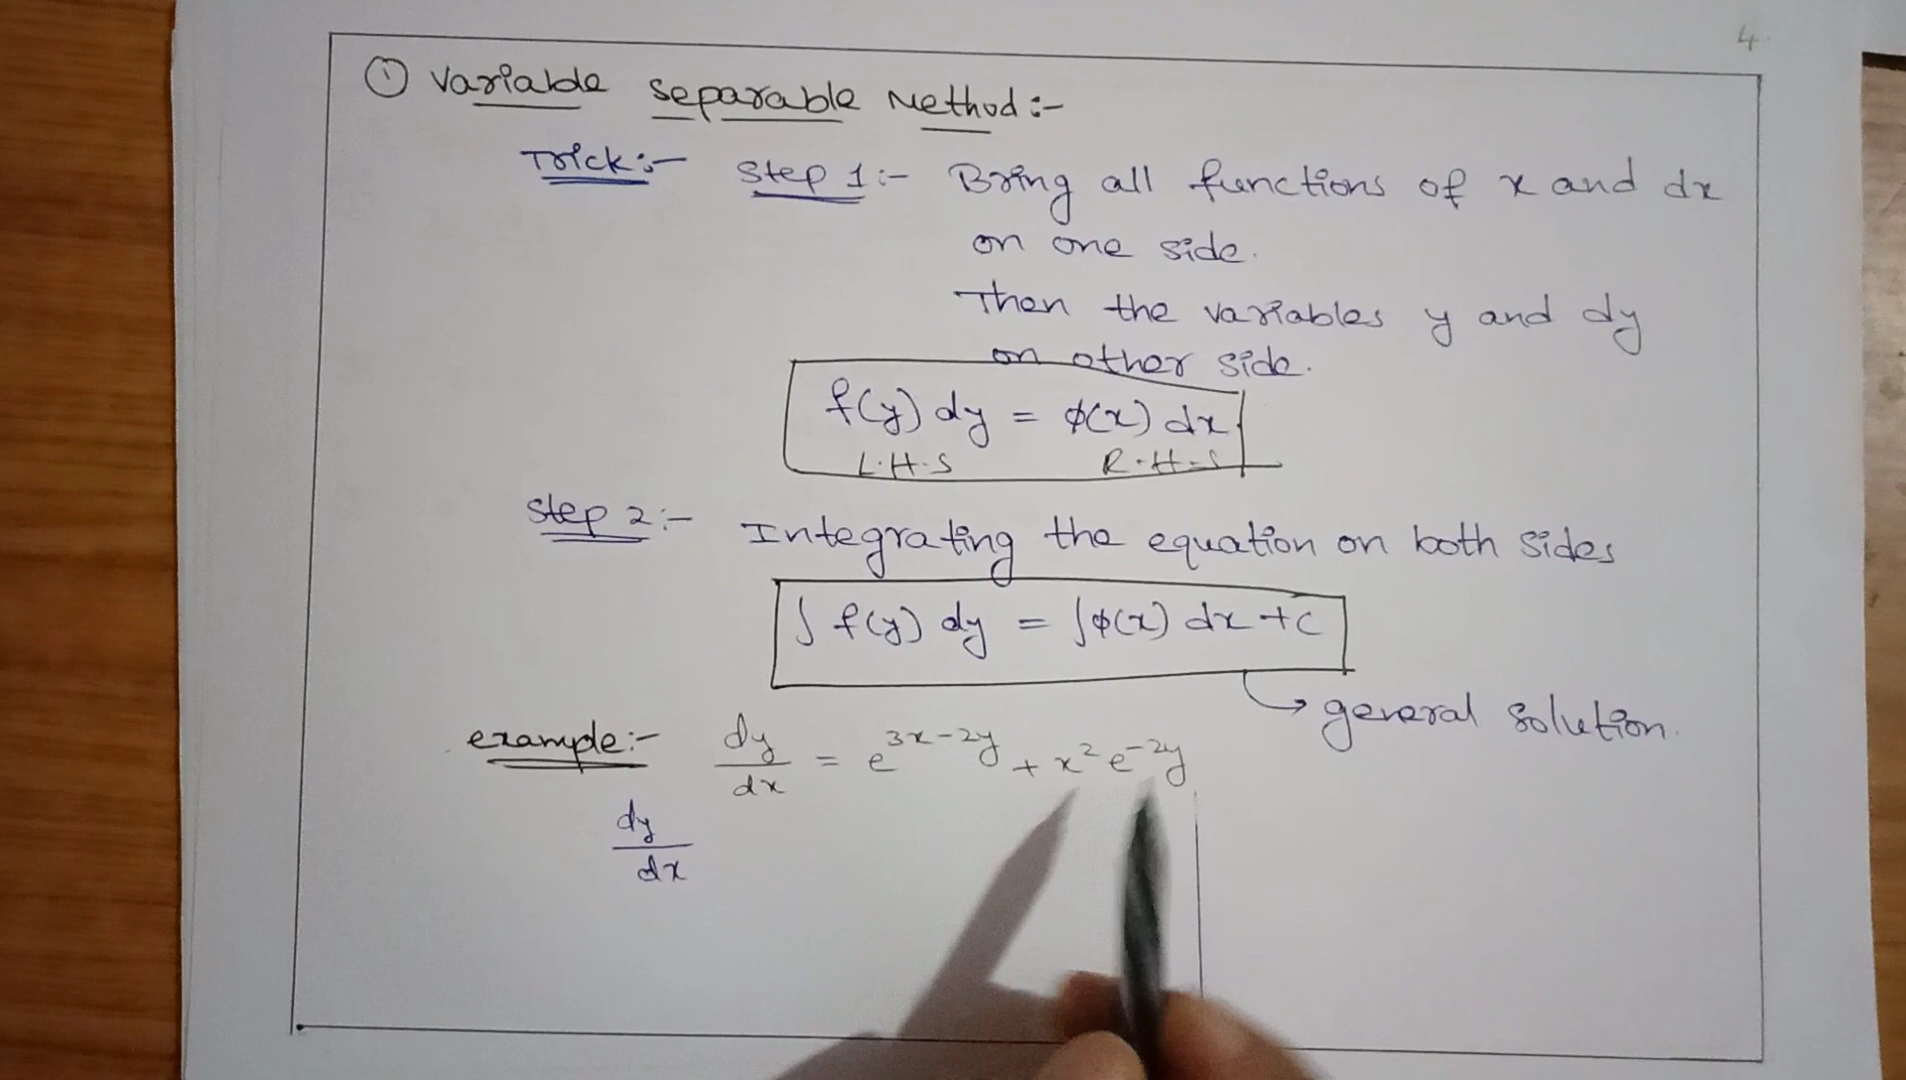 4.
① Variable separable Method:-
Trick:- Step 1:- Bring all functions of x and dx
on one side.
Then the variables y and dy
on other side.
f(y) dy = ϕ(x) dx
L.H.S R.H.S
Step 2:- Integrating the equation on both sides
∫ f(y) dy = ∫ϕ(x) dx + c
→ general solution.
example:- dy/dx = e^{3x-2y} + x² e^{-2y}
dy/dx